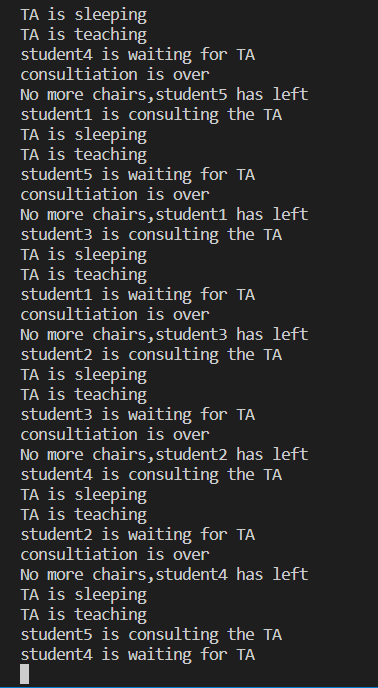 TA is sleeping
TA is teaching
student4 is waiting for TA
consultiation is over
No more chairs,student5 has left
student1 is consulting the TA
TA is sleeping
TA is teaching
student5 is waiting for TA
consultiation is over
No more chairs,student1 has left
student3 is consulting the TA
TA is sleeping
TA is teaching
student1 is waiting for TA
consultiation is over
No more chairs,student3 has left
student2 is consulting the TA
TA is sleeping
TA is teaching
student3 is waiting for TA
consultiation is over
No more chairs,student2 has left
student4 is consulting the TA
TA is sleeping
TA is teaching
student2 is waiting for TA
consultiation is over
No more chairs,student4 has left
TA is sleeping
TA is teaching
student5 is consulting the TA
student4 is waiting for TA